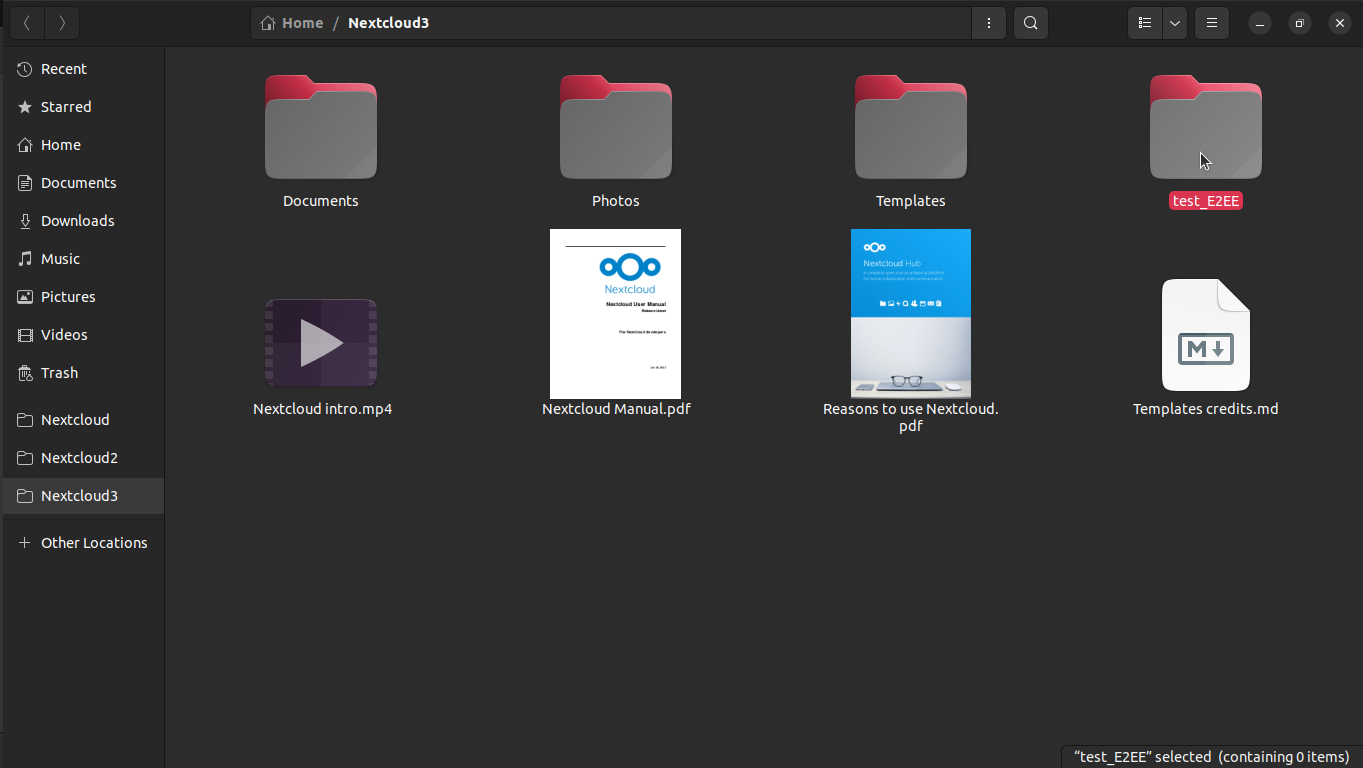 Home / Nextcloud3
Recent
Starred
Home
Documents
Downloads
Music
Pictures
Videos
Trash
Nextcloud
Nextcloud2
Nextcloud3
Other Locations
Documents
Photos
Templates
test_E2EE
Nextcloud
Nextcloud User Manual
Release latest
The Nextcloud developers
Nextcloud Hub
M
Nextcloud intro.mp4
Nextcloud Manual.pdf
Reasons to use Nextcloud.
pdf
Templates credits.md
“test_E2EE” selected (containing 0 items)